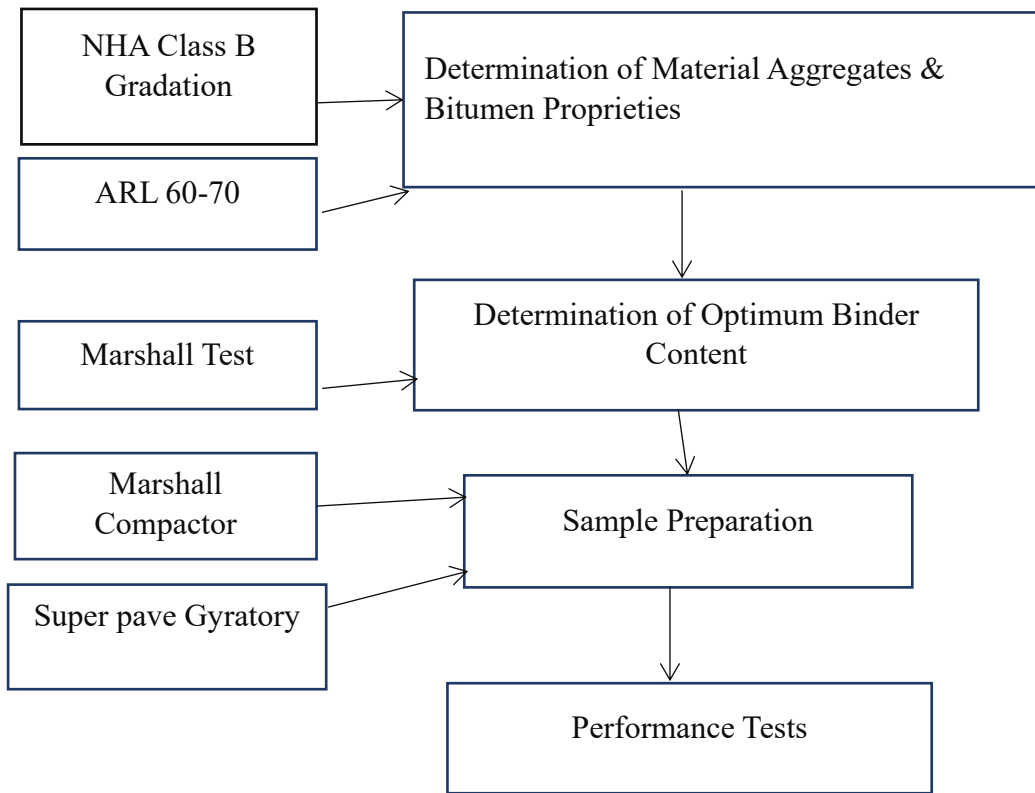 NHA Class B
Gradation
Determination of Material Aggregates &
Bitumen Proprieties
ARL 60-70
Determination of Optimum Binder
Content
Marshall Test
Marshall
Compactor
Sample Preparation
Super pave Gyratory
Performance Tests